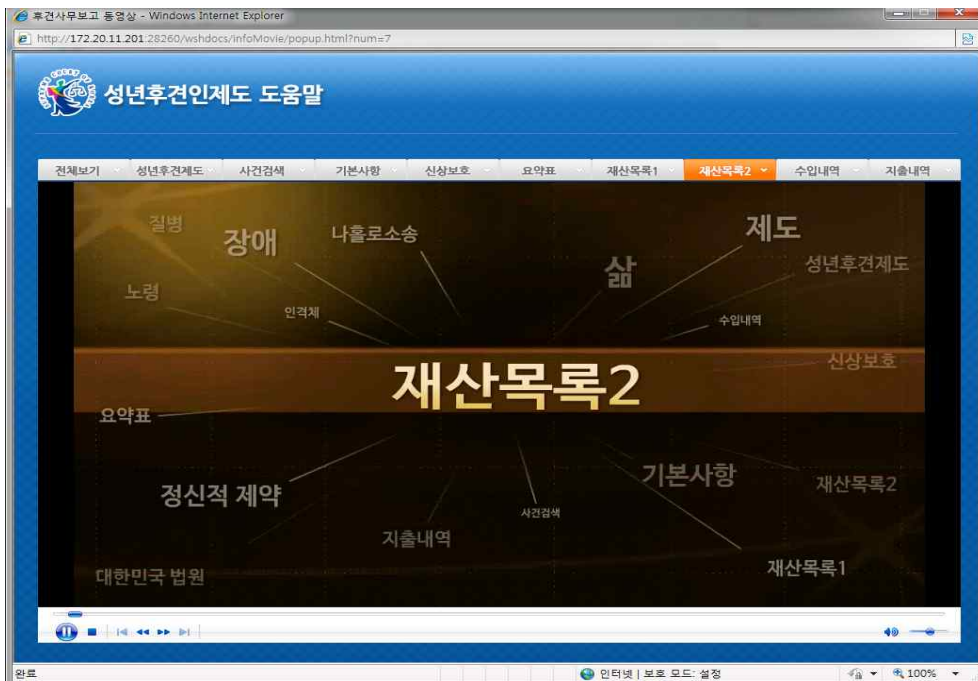 후견사무보고 동영상 - Windows Internet Explorer
http://172.20.11.201:28260/wshdocs/infoMovie/popup.html?num=7
성년후견인제도 도움말
전체보기 성년후견제도 사건검색 기본사항 신상보호 요약표 재산목록1 재산목록2 수입내역 지출내역
질병
장애
나홀로소송
제도
삶
성년후견제도
노령
인격체
수입내역
재산목록2
신상보호
요약표
기본사항
정신적 제약
재산목록2
사건검색
지출내역
재산목록1
대한민국 법원
완료 인터넷 | 보호 모드: 설정 100%